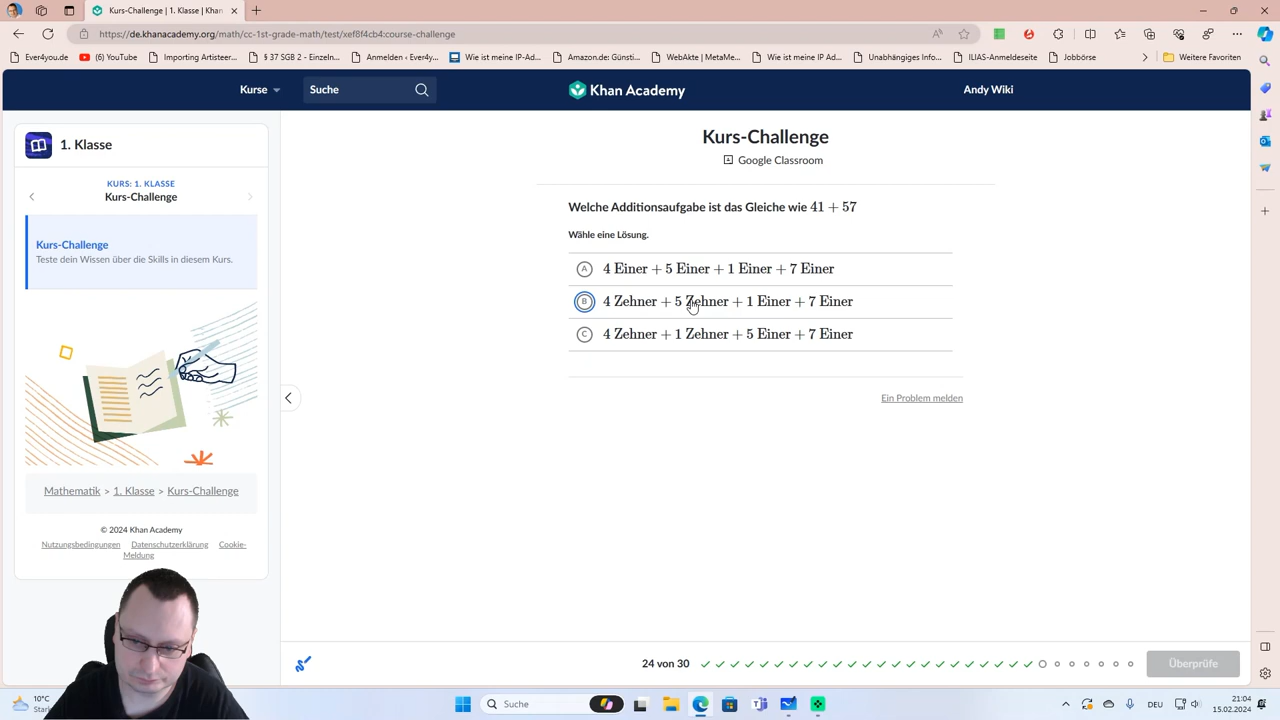 Kurs-Challenge | 1. Klasse | Khan
https://de.khanacademy.org/math/cc-1st-grade-math/test/xef8f4cb4:course-challenge
Ever4you.de
(6) YouTube
Importing Artisteer...
§ 37 SGB 2 - Einzeln...
Anmelden ‹ Ever4y...
Wie ist meine IP-Ad...
Amazon.de: Günsti...
WebAkte | MetaMe...
Wie ist meine IP-Ad...
Unabhängiges Info...
ILIAS-Anmeldeseite
Jobbörse
Weitere Favoriten
Kurse
Suche
Khan Academy
Andy Wiki
1. Klasse
KURS: 1. KLASSE
Kurs-Challenge
Kurs-Challenge
Teste dein Wissen über die Skills in diesem Kurs.
Mathematik > 1. Klasse > Kurs-Challenge
© 2024 Khan Academy
Nutzungsbedingungen Datenschutzerklärung Cookie-
Meldung
Kurs-Challenge
Google Classroom
Welche Additionsaufgabe ist das Gleiche wie 41 + 57
Wähle eine Lösung.
A 4 Einer + 5 Einer + 1 Einer + 7 Einer
B 4 Zehner + 5 Zehner + 1 Einer + 7 Einer
C 4 Zehner + 1 Zehner + 5 Einer + 7 Einer
Ein Problem melden
24 von 30
Überprüfe
10°C
Suche
DEU
21:04
15.02.2024